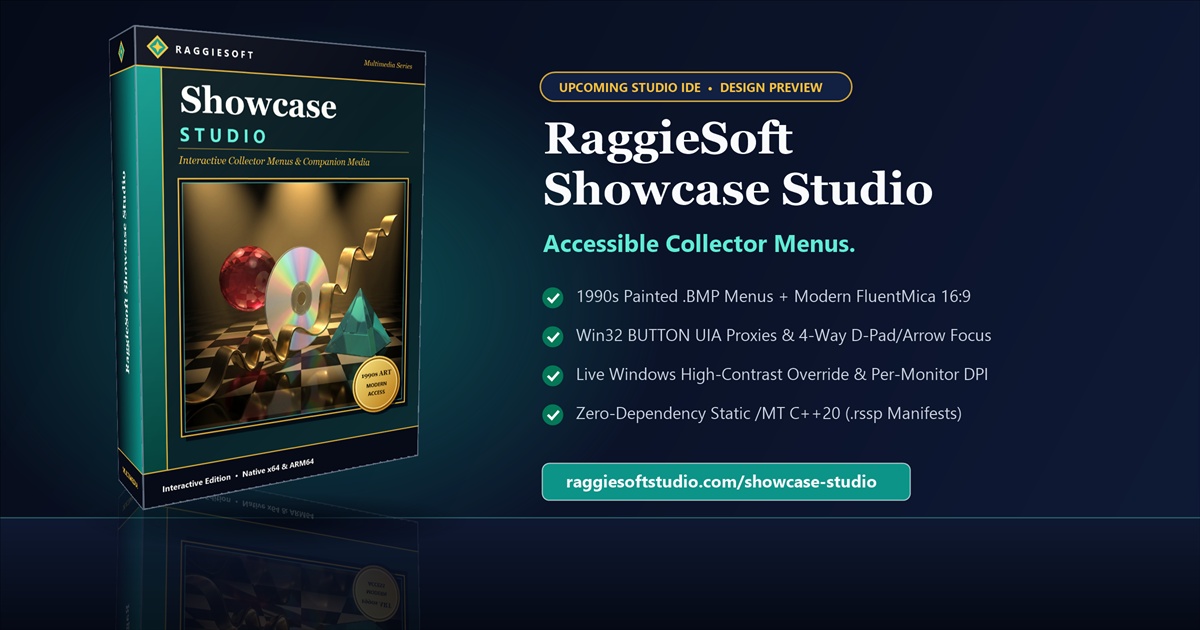 RAGGIESOFT
Multimedia Series
Showcase
STUDIO
Interactive Collector Menus & Companion Media
RaggieSoft Showcase Studio
1990s ART
MODERN
ACCESS
Interactive Edition • Native x64 & ARM64
UPCOMING STUDIO IDE • DESIGN PREVIEW
RaggieSoft
Showcase Studio
Accessible Collector Menus.
1990s Painted .BMP Menus + Modern FluentMica 16:9
Win32 BUTTON UIA Proxies & 4-Way D-Pad/Arrow Focus
Live Windows High-Contrast Override & Per-Monitor DPI
Zero-Dependency Static /MT C++20 (.rssp Manifests)
raggiesoftstudio.com/showcase-studio